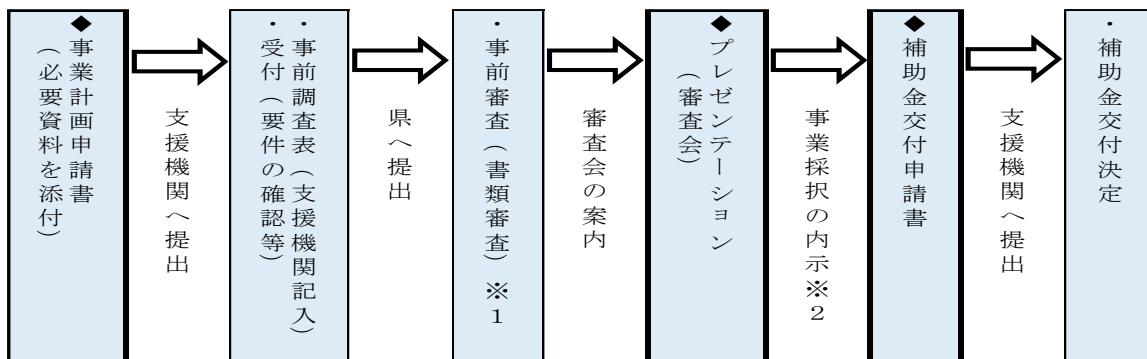 ◆事業計画申請書
(必要資料を添付)
支援機関へ提出
・事前調査表(支援機関記入)
・受付(要件の確認等)
県へ提出
・事前審査(書類審査)※1
審査会の案内
◆プレゼンテーション
(審査会)
事業採択の内示※2
◆補助金交付申請書
支援機関へ提出
・補助金交付決定